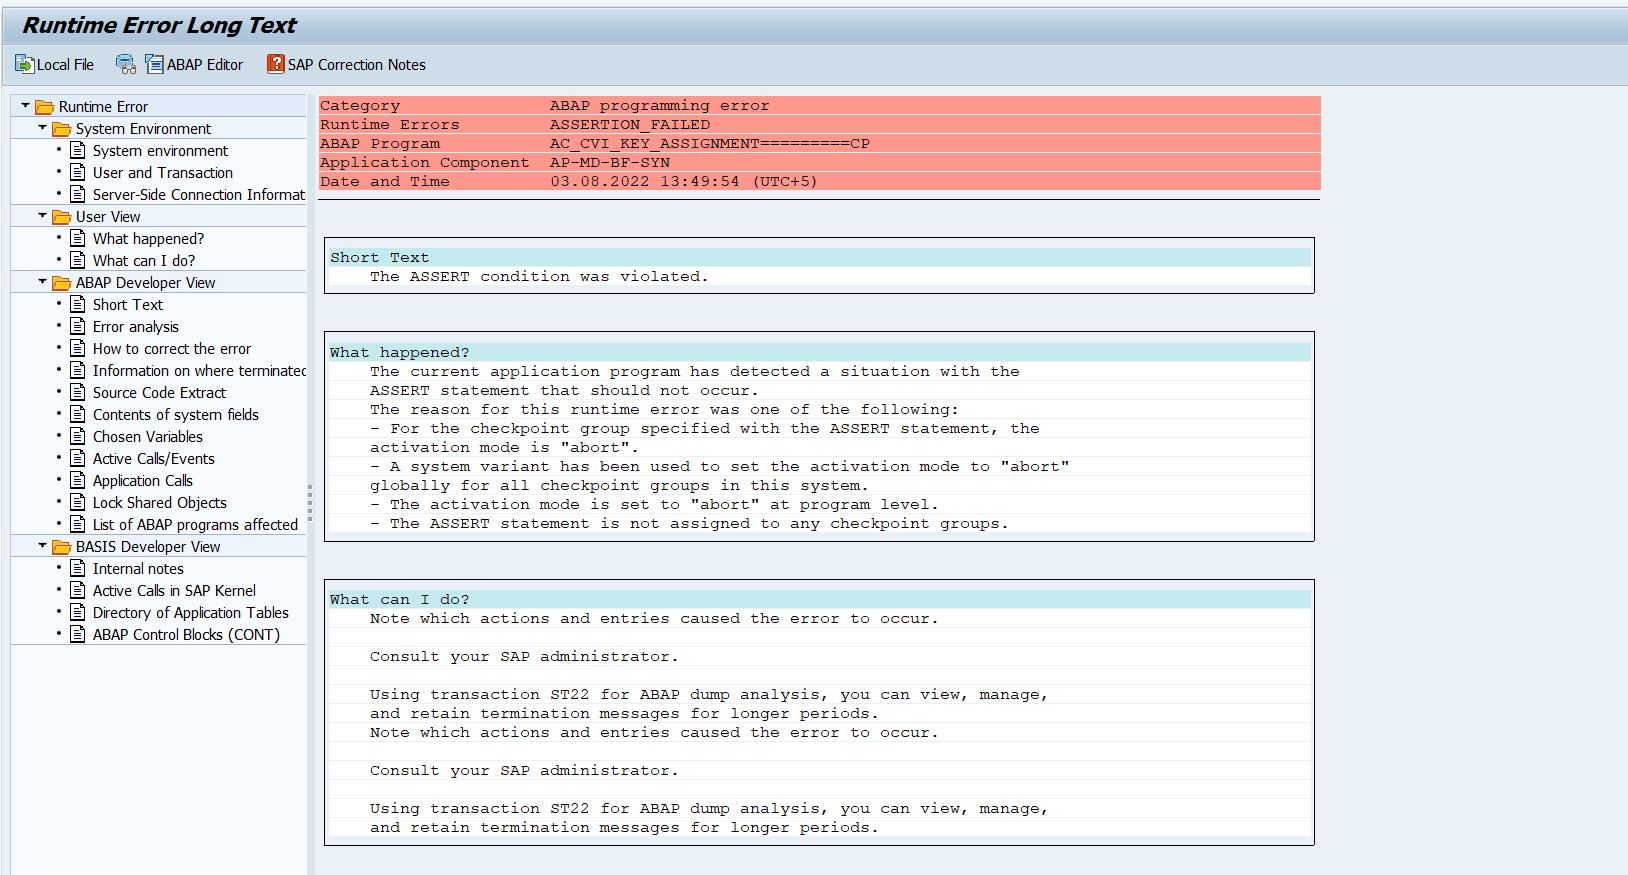 Runtime Error Long Text
Local File
ABAP Editor
SAP Correction Notes
Runtime Error
System Environment
System environment
User and Transaction
Server-Side Connection Informat
User View
What happened?
What can I do?
ABAP Developer View
Short Text
Error analysis
How to correct the error
Information on where terminated
Source Code Extract
Contents of system fields
Chosen Variables
Active Calls/Events
Application Calls
Lock Shared Objects
List of ABAP programs affected
BASIS Developer View
Internal notes
Active Calls in SAP Kernel
Directory of Application Tables
ABAP Control Blocks (CONT)
Category ABAP programming error
Runtime Errors ASSERTION_FAILED
ABAP Program AC_CVI_KEY_ASSIGNMENT=========CP
Application Component AP-MD-BF-SYN
Date and Time 03.08.2022 13:49:54 (UTC+5)
Short Text
The ASSERT condition was violated.
What happened?
The current application program has detected a situation with the
ASSERT statement that should not occur.
The reason for this runtime error was one of the following:
- For the checkpoint group specified with the ASSERT statement, the
activation mode is "abort".
- A system variant has been used to set the activation mode to "abort"
globally for all checkpoint groups in this system.
- The activation mode is set to "abort" at program level.
- The ASSERT statement is not assigned to any checkpoint groups.
What can I do?
Note which actions and entries caused the error to occur.
Consult your SAP administrator.
Using transaction ST22 for ABAP dump analysis, you can view, manage,
and retain termination messages for longer periods.
Note which actions and entries caused the error to occur.
Consult your SAP administrator.
Using transaction ST22 for ABAP dump analysis, you can view, manage,
and retain termination messages for longer periods.